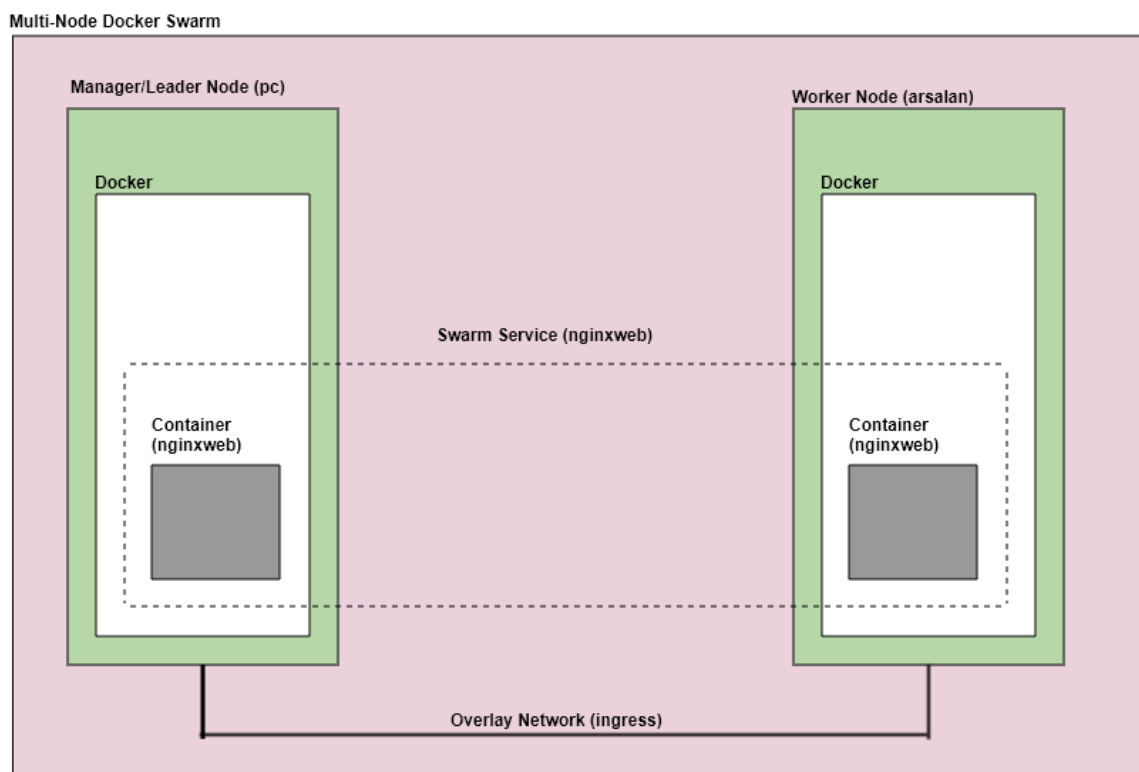 Multi-Node Docker Swarm
Manager/Leader Node (pc)
Worker Node (arsalan)
Docker
Docker
Swarm Service (nginxweb)
Container
(nginxweb)
Container
(nginxweb)
Overlay Network (ingress)